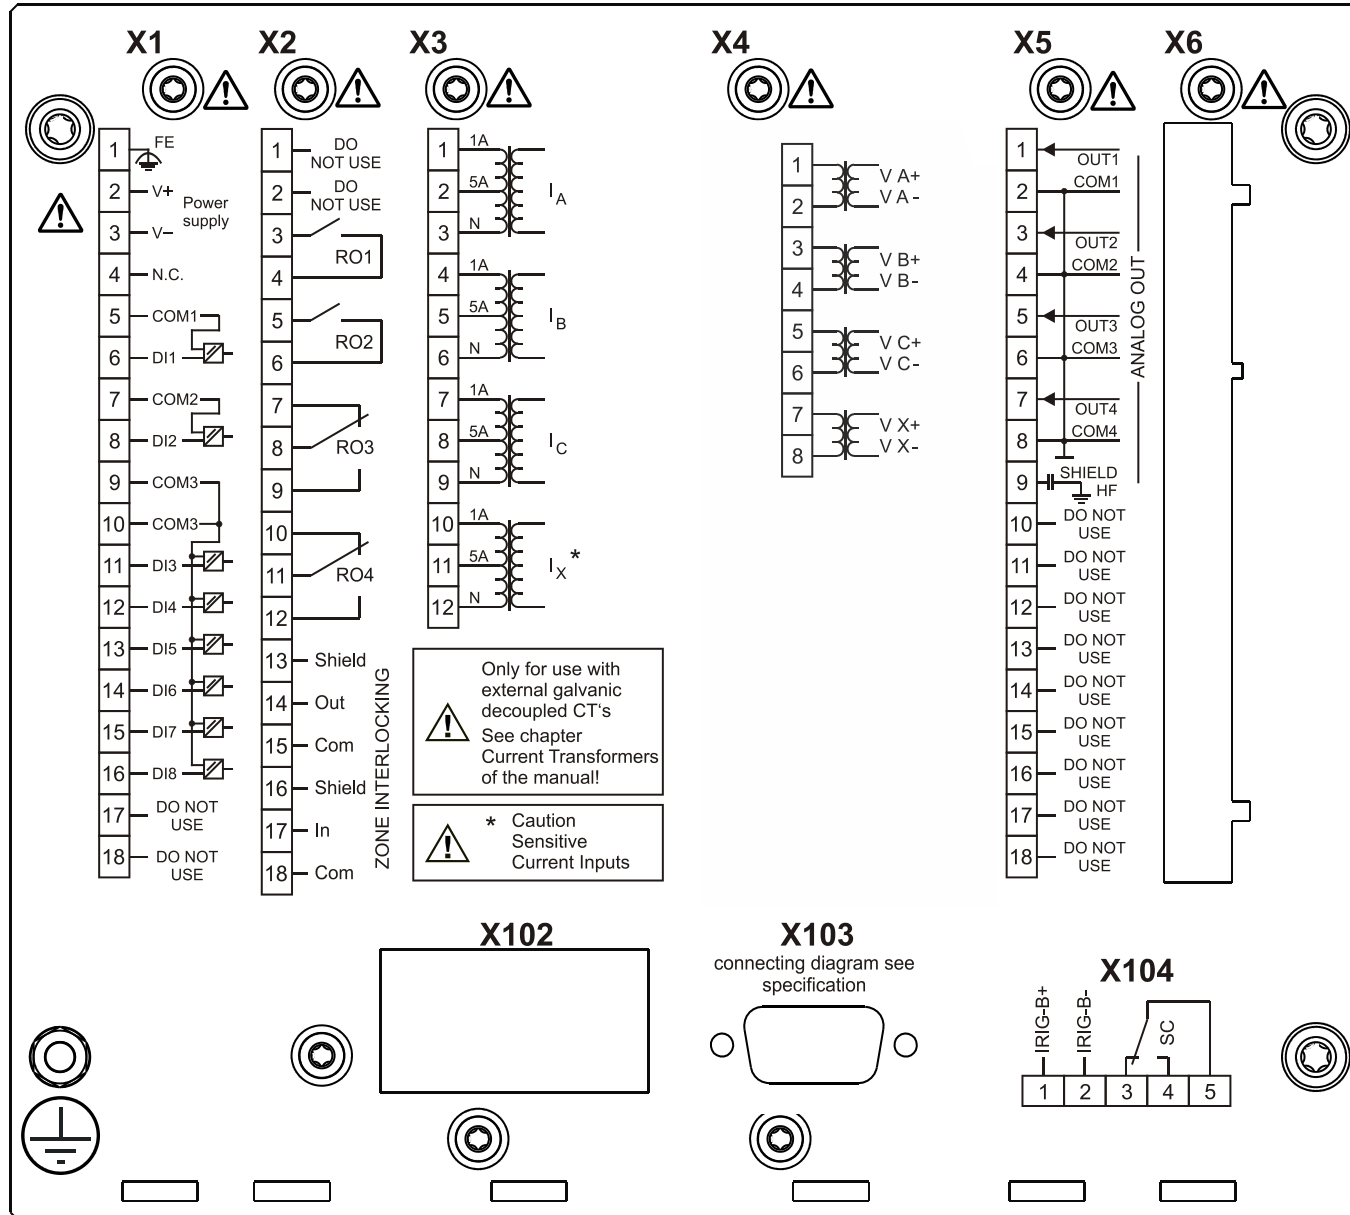 X1
1
FE
2
V+
Power
supply
3
V–
4
N.C.
5
COM1
6
DI1
7
COM2
8
DI2
9
COM3
10
COM3
11
DI3
12
DI4
13
DI5
14
DI6
15
DI7
16
DI8
17
DO NOT
USE
18
DO NOT
USE
X2
1
DO
NOT USE
2
DO
NOT USE
3
RO1
4
5
RO2
6
7
8
RO3
9
10
11
RO4
12
13
Shield
14
Out
15
Com
16
Shield
17
In
18
Com
ZONE INTERLOCKING
X3
1
1A
2
5A
IA
3
N
4
1A
5
5A
IB
6
N
7
1A
8
5A
IC
9
N
10
1A
11
5A
IX*
12
N
Only for use with
external galvanic
decoupled CT‘s
See chapter
Current Transformers
of the manual!
* Caution
Sensitive
Current Inputs
X4
1
V A+
2
V A-
3
V B+
4
V B-
5
V C+
6
V C-
7
V X+
8
V X-
X5
1
OUT1
2
COM1
3
OUT2
4
COM2
5
OUT3
6
COM3
7
OUT4
8
COM4
ANALOG OUT
9
SHIELD
HF
10
DO NOT
USE
11
DO NOT
USE
12
DO NOT
USE
13
DO NOT
USE
14
DO NOT
USE
15
DO NOT
USE
16
DO NOT
USE
17
DO NOT
USE
18
DO NOT
USE
X6
X102
X103
connecting diagram see
specification
X104
IRIG-B+
IRIG-B-
SC
1 2 3 4 5